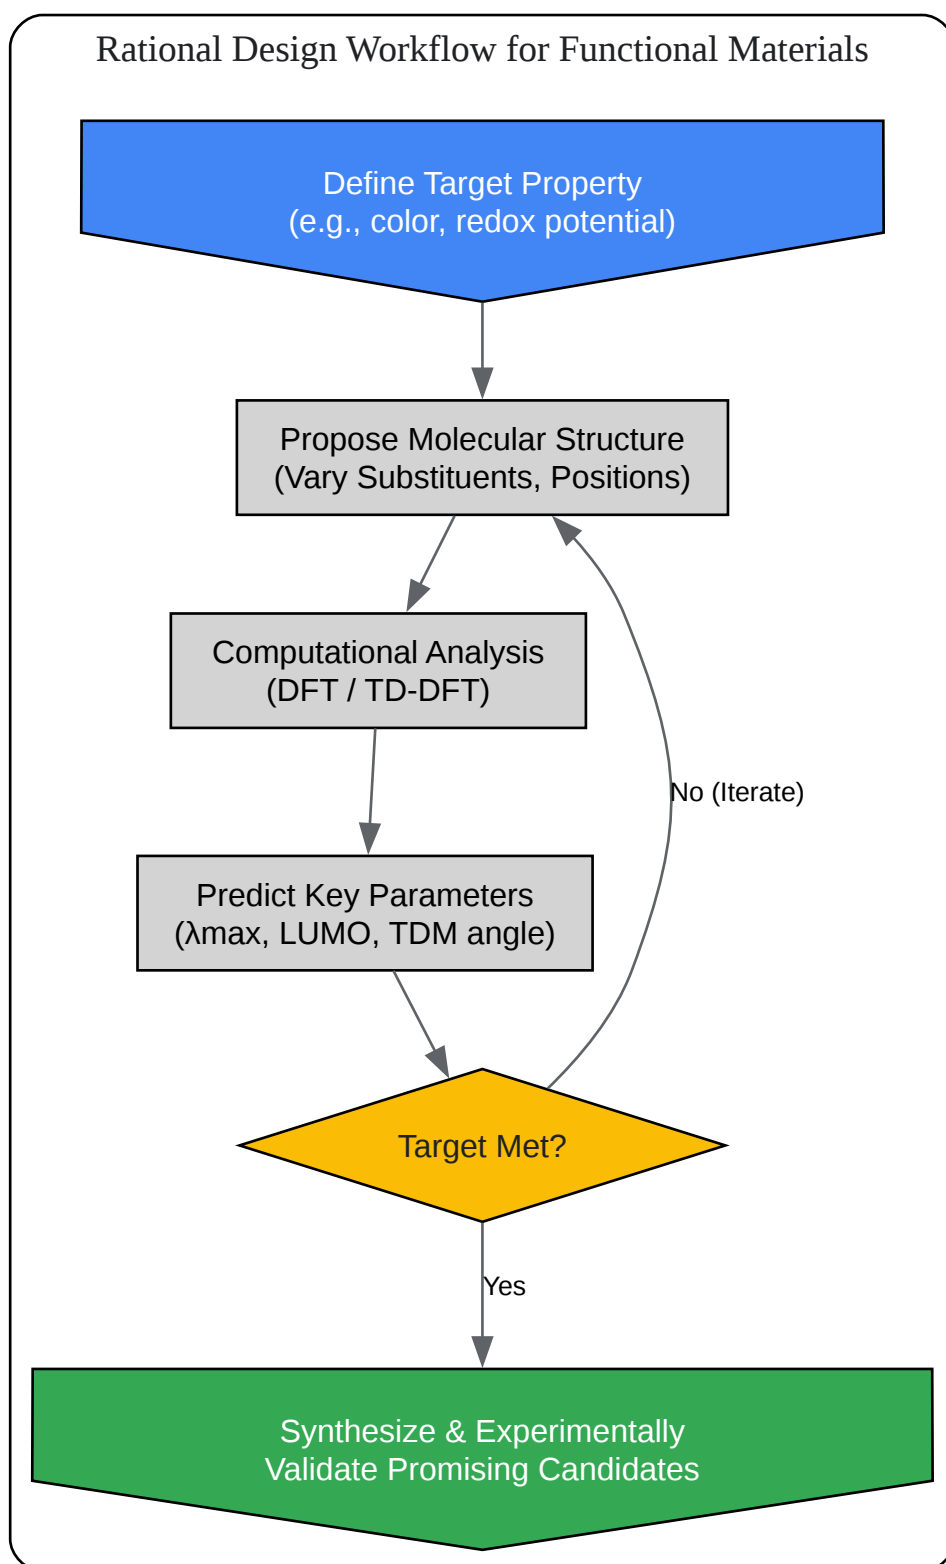 Rational Design Workflow for Functional Materials
Define Target Property
(e.g., color, redox potential)
Propose Molecular Structure
(Vary Substituents, Positions)
Computational Analysis
(DFT / TD-DFT)
No (Iterate)
Predict Key Parameters
(λmax, LUMO, TDM angle)
Target Met?
Yes
Synthesize & Experimentally
Validate Promising Candidates